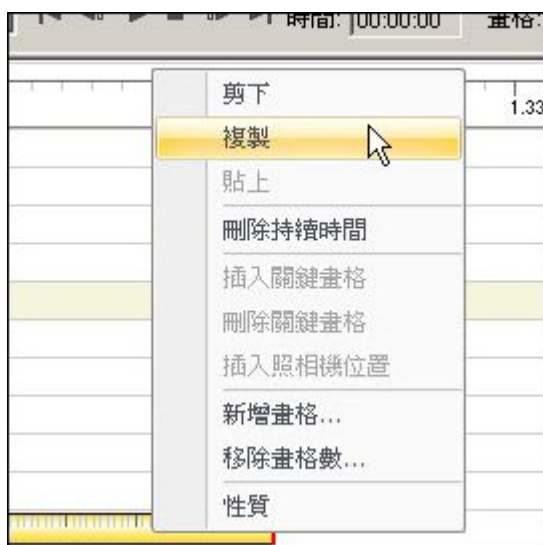 時間: 00:00:00 畫格:
1.33
剪下
複製
貼上
刪除持續時間
插入關鍵畫格
刪除關鍵畫格
插入照相機位置
新增畫格...
移除畫格數...
性質